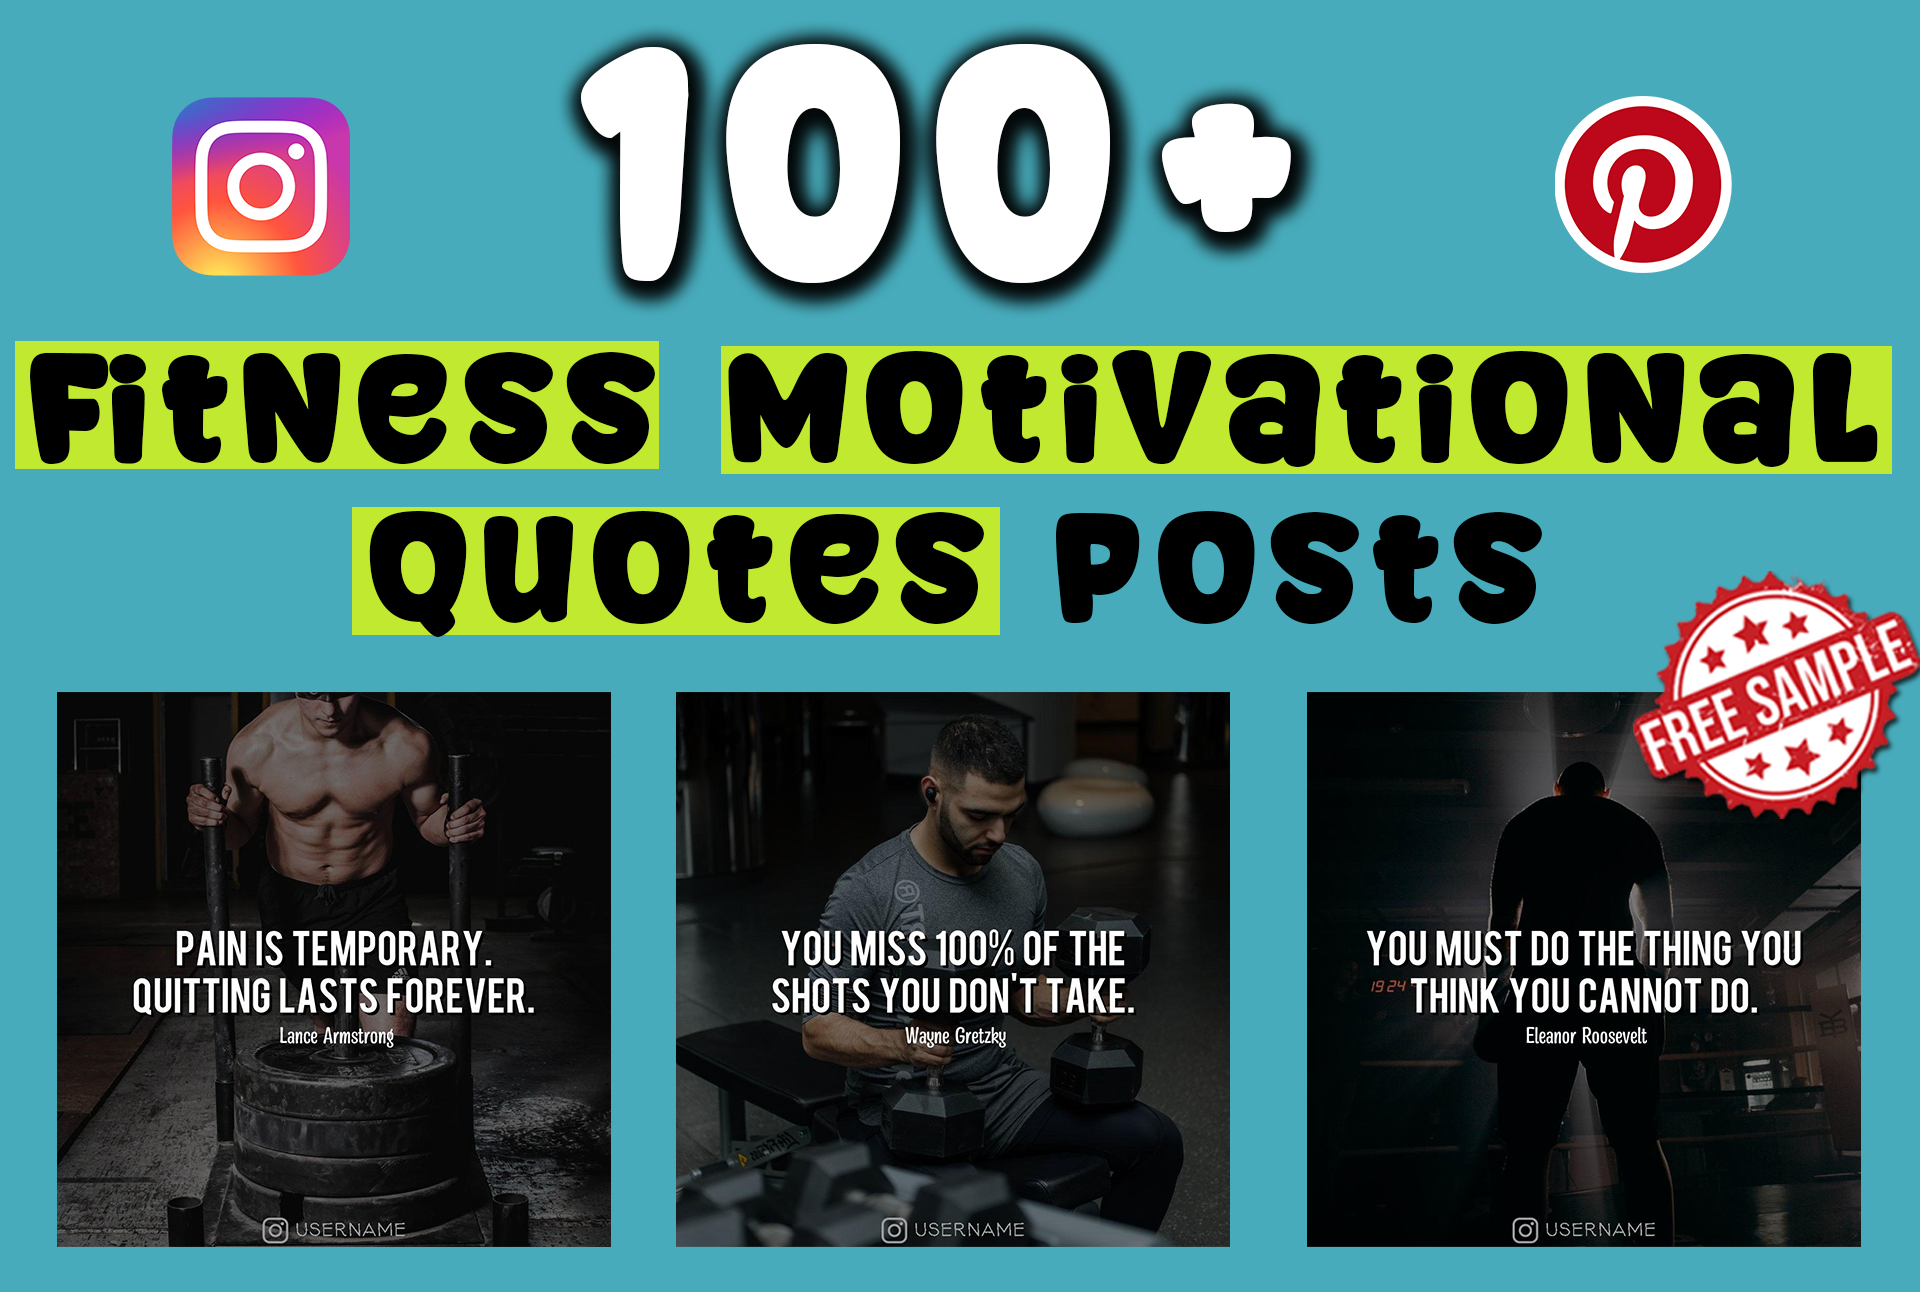 100+
Fitness Motivational
Quotes Posts
FREE SAMPLE
PAIN IS TEMPORARY.
QUITTING LASTS FOREVER.
Lance Armstrong
USERNAME
YOU MISS 100% OF THE
SHOTS YOU DON'T TAKE.
Wayne Gretzky
USERNAME
YOU MUST DO THE THING YOU
19 24
THINK YOU CANNOT DO.
Eleanor Roosevelt
USERNAME